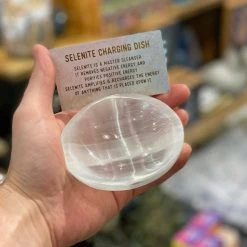 SELENITE CHARGING DISH
SELENITE IS A MASTER CLEANSER
IT REMOVES NEGATIVE ENERGY AND
PURIFIES POSITIVE ENERGY
SELENITE AMPLIFIES & RECHARGES THE ENERGY
OF ANYTHING THAT IS PLACED UPON IT